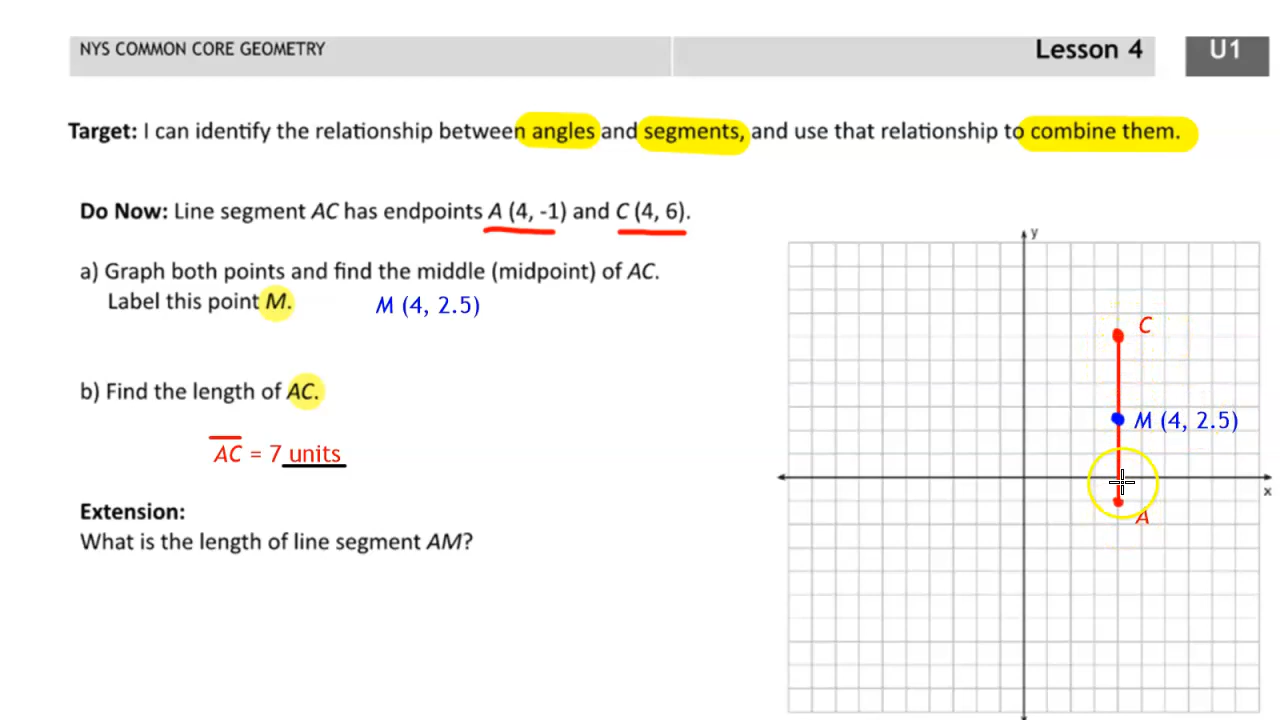 NYS COMMON CORE GEOMETRY
Lesson 4
U1
Target: I can identify the relationship between angles and segments, and use that relationship to combine them.
Do Now: Line segment AC has endpoints A (4, -1) and C (4, 6).
a) Graph both points and find the middle (midpoint) of AC.
Label this point M.
M (4, 2.5)
b) Find the length of AC.
AC = 7 units
Extension:
What is the length of line segment AM?
y
C
M (4, 2.5)
x
A